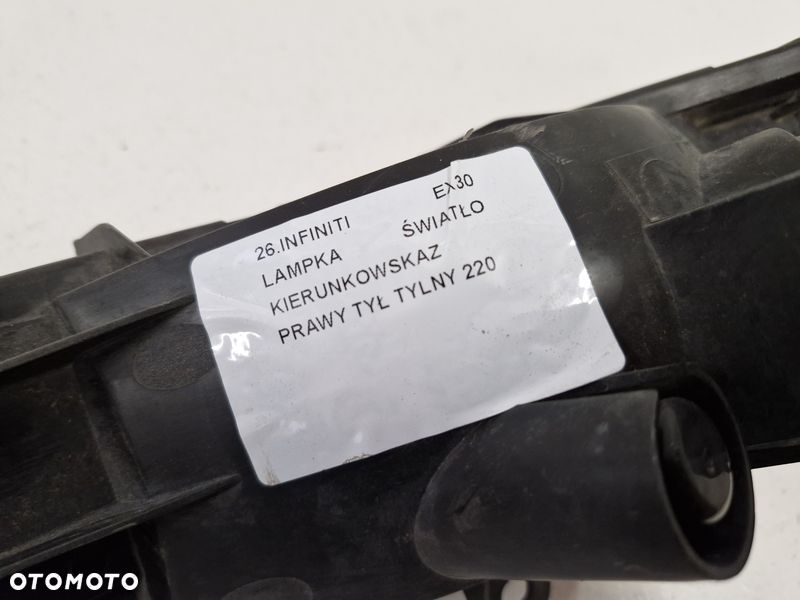 26.INFINITI EX30
LAMPKA ŚWIATŁO
KIERUNKOWSKAZ
PRAWY TYŁ TYLNY 220
OTOMOTO